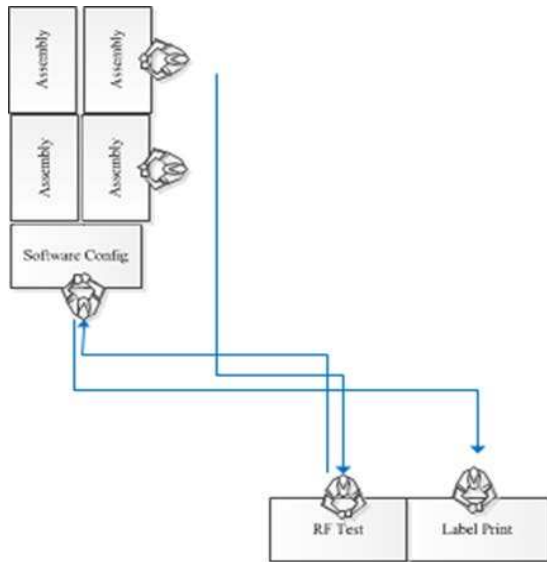 Assembly
Assembly
Assembly
Assembly
Software Config
RF Test
Label Print